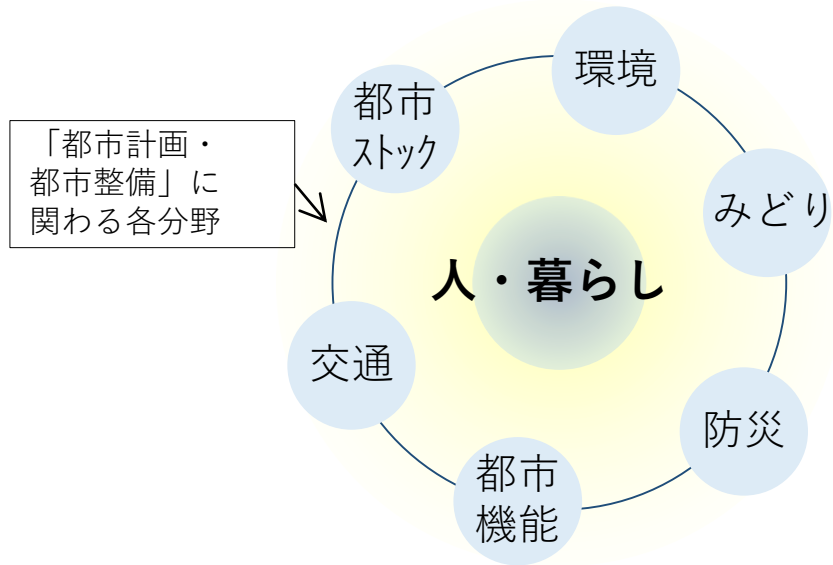 環境
都市
ｽﾄｯｸ
「都市計画・
都市整備」に
関わる各分野
みどり
人・暮らし
交通
防災
都市
機能